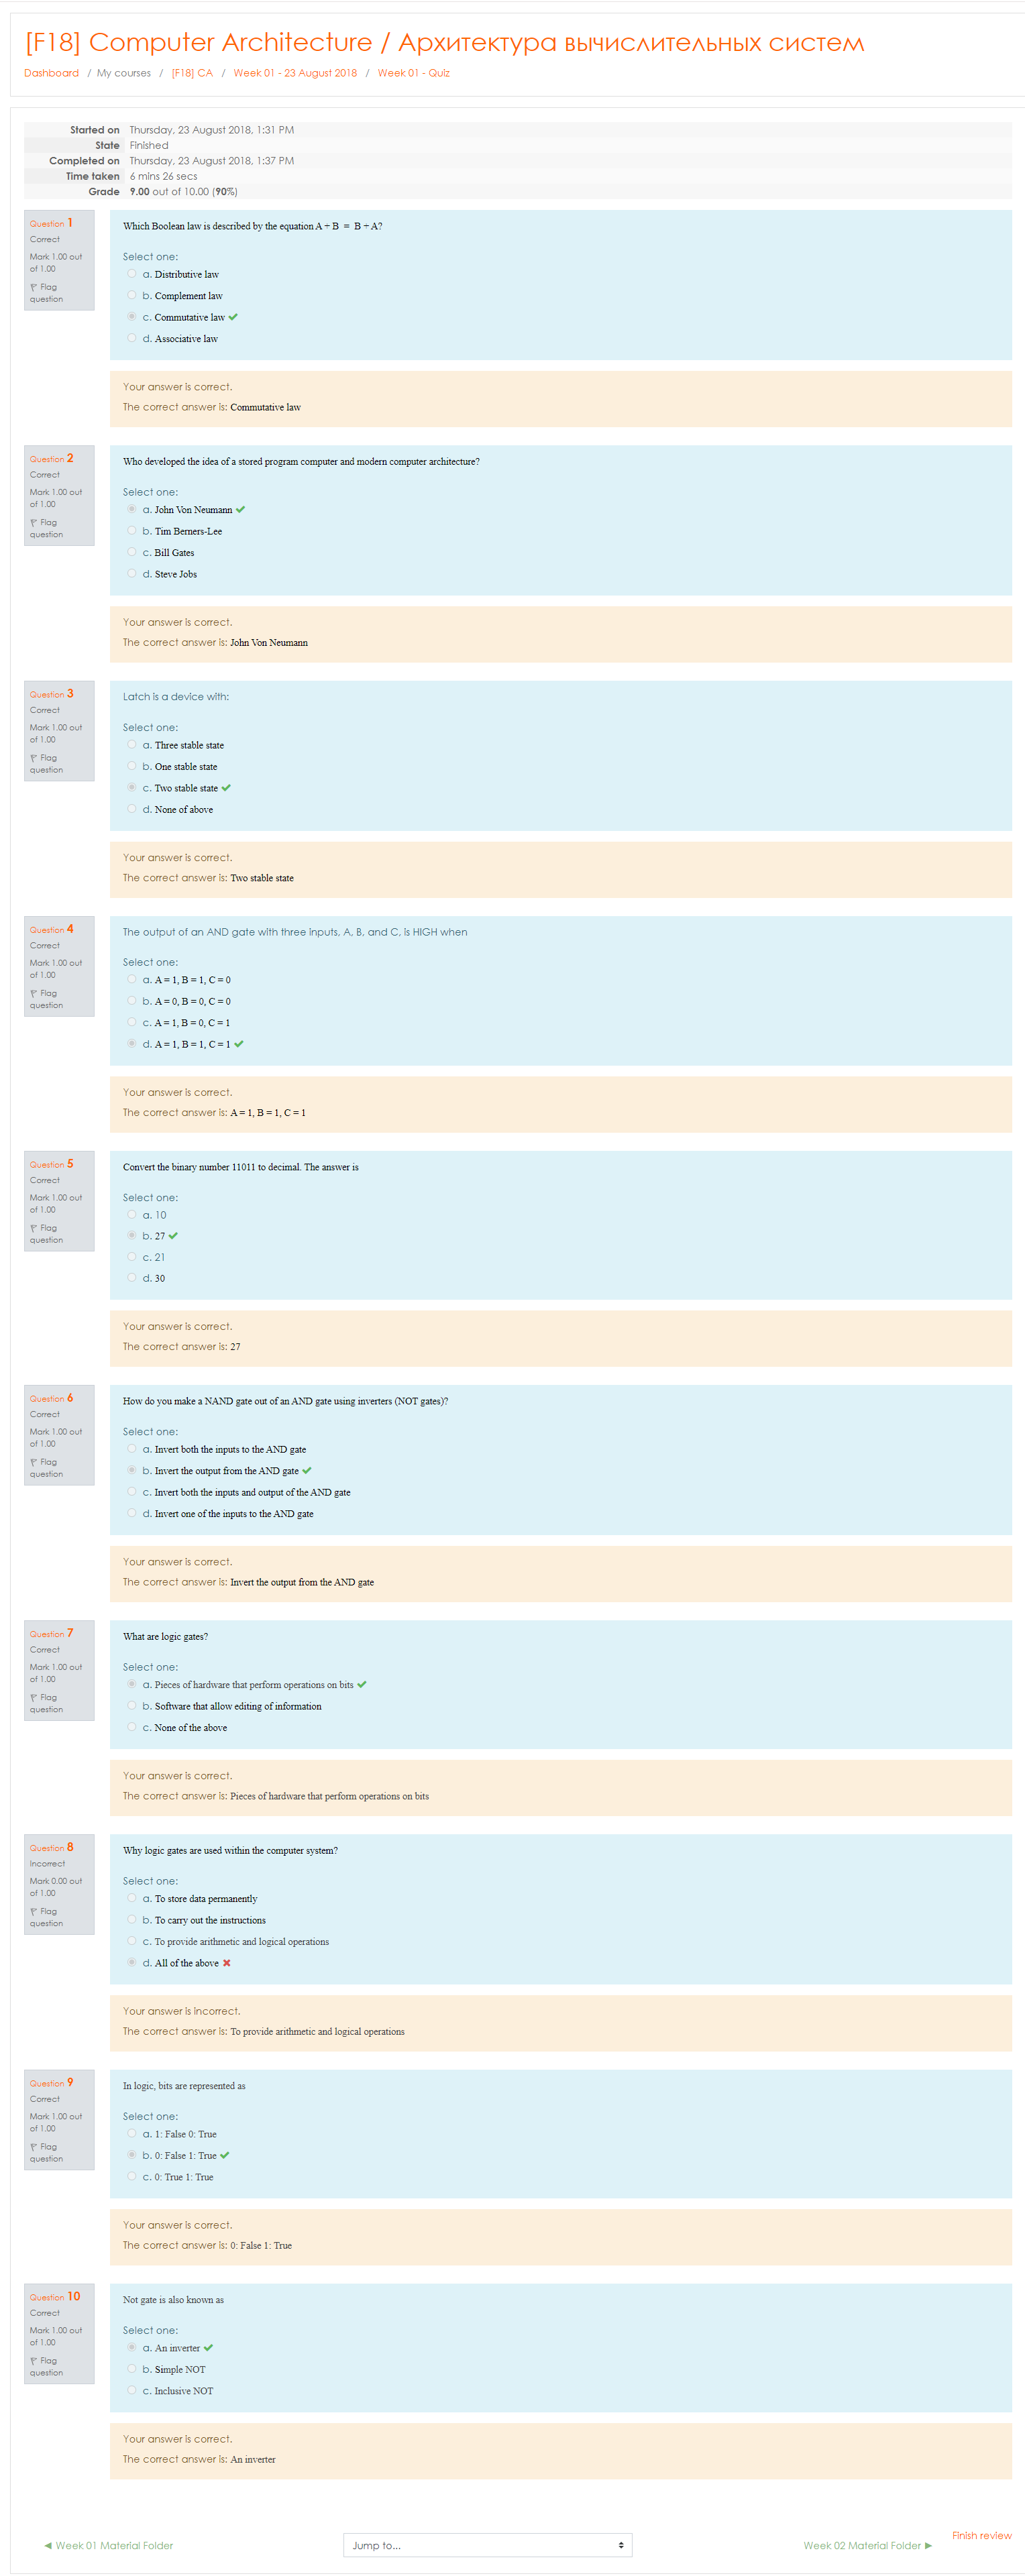 [F18] Computer Architecture / Архитектура вычислительных систем
Dashboard / My courses / [F18] CA / Week 01 - 23 August 2018 / Week 01 - Quiz
Started on Thursday, 23 August 2018, 1:31 PM
State Finished
Completed on Thursday, 23 August 2018, 1:37 PM
Time taken 6 mins 26 secs
Grade 9.00 out of 10.00 (90%)
Question 1
Correct
Mark 1.00 out
of 1.00
Flag
question
Which Boolean law is described by the equation A + B = B + A?
Select one:
a. Distributive law
b. Complement law
c. Commutative law
d. Associative law
Your answer is correct.
The correct answer is: Commutative law
Question 2
Correct
Mark 1.00 out
of 1.00
Flag
question
Who developed the idea of a stored program computer and modern computer architecture?
Select one:
a. John Von Neumann
b. Tim Berners-Lee
c. Bill Gates
d. Steve Jobs
Your answer is correct.
The correct answer is: John Von Neumann
Question 3
Correct
Mark 1.00 out
of 1.00
Flag
question
Latch is a device with:
Select one:
a. Three stable state
b. One stable state
c. Two stable state
d. None of above
Your answer is correct.
The correct answer is: Two stable state
Question 4
Correct
Mark 1.00 out
of 1.00
Flag
question
The output of an AND gate with three inputs, A, B, and C, is HIGH when
Select one:
a. A = 1, B = 1, C = 0
b. A = 0, B = 0, C = 0
c. A = 1, B = 0, C = 1
d. A = 1, B = 1, C = 1
Your answer is correct.
The correct answer is: A = 1, B = 1, C = 1
Question 5
Correct
Mark 1.00 out
of 1.00
Flag
question
Convert the binary number 11011 to decimal. The answer is
Select one:
a. 10
b. 27
c. 21
d. 30
Your answer is correct.
The correct answer is: 27
Question 6
Correct
Mark 1.00 out
of 1.00
Flag
question
How do you make a NAND gate out of an AND gate using inverters (NOT gates)?
Select one:
a. Invert both the inputs to the AND gate
b. Invert the output from the AND gate
c. Invert both the inputs and output of the AND gate
d. Invert one of the inputs to the AND gate
Your answer is correct.
The correct answer is: Invert the output from the AND gate
Question 7
Correct
Mark 1.00 out
of 1.00
Flag
question
What are logic gates?
Select one:
a. Pieces of hardware that perform operations on bits
b. Software that allow editing of information
c. None of the above
Your answer is correct.
The correct answer is: Pieces of hardware that perform operations on bits
Question 8
Incorrect
Mark 0.00 out
of 1.00
Flag
question
Why logic gates are used within the computer system?
Select one:
a. To store data permanently
b. To carry out the instructions
c. To provide arithmetic and logical operations
d. All of the above
Your answer is incorrect.
The correct answer is: To provide arithmetic and logical operations
Question 9
Correct
Mark 1.00 out
of 1.00
Flag
question
In logic, bits are represented as
Select one:
a. 1: False 0: True
b. 0: False 1: True
c. 0: True 1: True
Your answer is correct.
The correct answer is: 0: False 1: True
Question 10
Correct
Mark 1.00 out
of 1.00
Flag
question
Not gate is also known as
Select one:
a. An inverter
b. Simple NOT
c. Inclusive NOT
Your answer is correct.
The correct answer is: An inverter
Finish review
◄ Week 01 Material Folder
Jump to...
Week 02 Material Folder ►